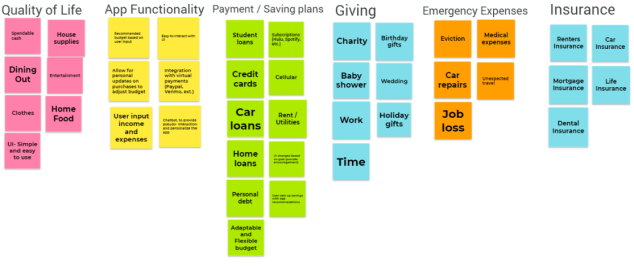 Quality of Life
App Functionality
Payment / Saving plans
Giving
Emergency Expenses
Insurance
Spendable
cash
House
supplies
Dining
Out
Entertainment
Clothes
Home
Food
UI- Simple
and easy
to use
Recommended
budget based on
user input
Easy to interact with
UI
Allow for
personal
updates on
purchases to
adjust budget
Integration
with virtual
payments
(Paypal,
Venmo, ext.)
User input
income
and
expenses
Chatbot, to provide
pseudo- interaction
and personalize the
app
Student
loans
Subscriptions
(Hulu, Spotify,
Etc.)
Credit
cards
Cellular
Car
loans
Rent /
Utilities
Home
loans
Personal
debt
Adaptable
and
Flexible
budget
Charity
Birthday
gifts
Baby
shower
Wedding
Work
Holiday
gifts
Time
Eviction
Medical
expenses
Car
repairs
Unexpected
travel
Job
loss
Renters
Insurance
Car
Insurance
Mortgage
Insurance
Life
Insurance
Dental
Insurance